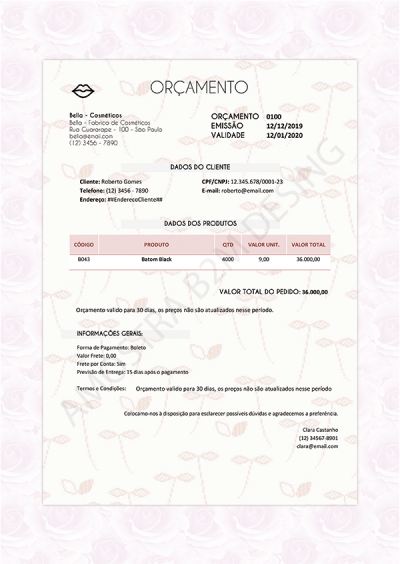 ORÇAMENTO
Bella - Cosméticos
Bella - Fabrica de Cosméticos
Rua Guararape - 100 - São Paulo
bella@enail.com
(12) 3456 - 7890
ORÇAMENTO 0100
EMISSÃO 12/12/2019
VALIDADE 12/01/2020
DADOS DO CLIENTE
Cliente: Roberto Gomes CPF/CNPJ: 12.345.678/0001-23
Telefone: (12) 3456 - 7890 E-mail: roberto@email.com
Endereço: ##EnderecoCliente##
DADOS DOS PRODUTOS
CÓDIGO PRODUTO QTD VALOR UNIT. VALOR TOTAL
B043 Batom Black 4000 9,00 36.000,00
VALOR TOTAL DO PEDIDO: 36.000,00
Orçamento valido para 30 dias, os preços não são atualizados nesse período.
INFORMAÇÕES GERAIS:
Forma de Pagamento: Boleto
Valor Frete: 0,00
Frete por Conta: Sim
Previsão de Entrega: 15 dias após o pagamento
Termos e Condições: Orçamento valido para 30 dias, os preços não são atualizados nesse período
Colocamo-nos à disposição para esclarecer possíveis dúvidas e agradecemos a preferência.
Clara Castanho
(12) 34567-8901
clara@email.com